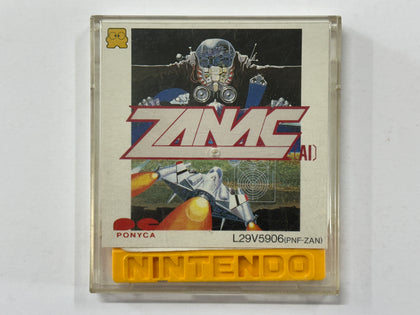 ZANAC
AI)
PONYCA
L29V5906(PNF-ZAN)
NINTENDO